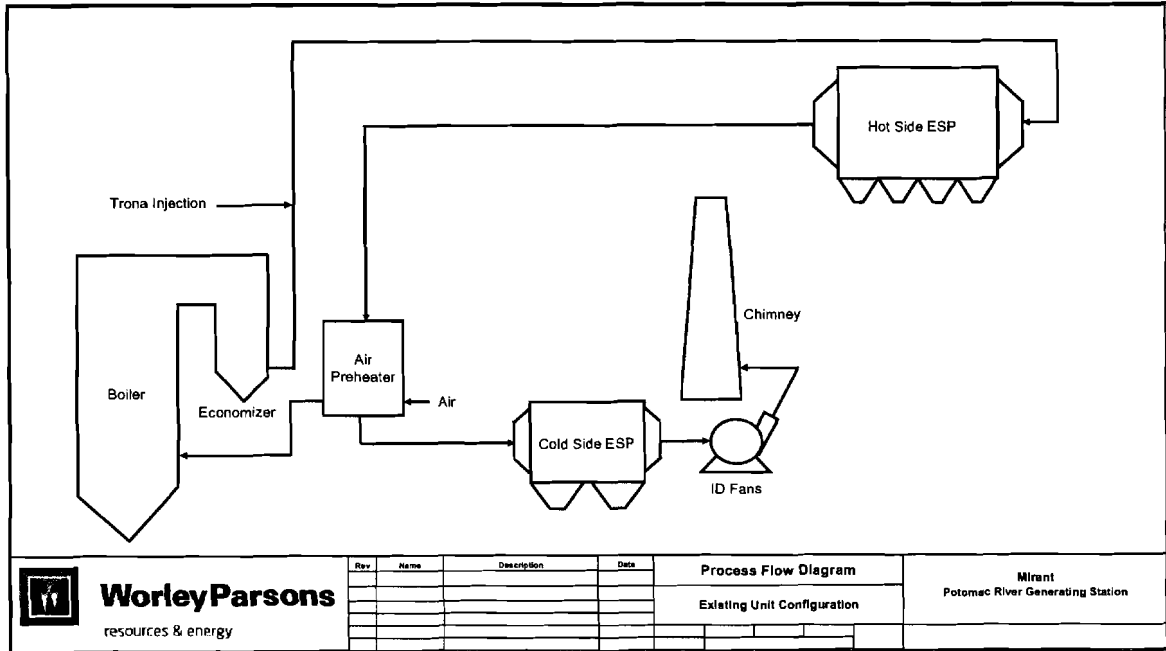 Hot Side ESP
Trona Injection
Chimney
Air
Preheater
Boiler
Air
Economizer
Cold Side ESP
ID Fans
WorleyParsons
resources & energy
Rev Name Description Date
Process Flow Diagram
Existing Unit Configuration
Mirant
Potomac River Generating Station